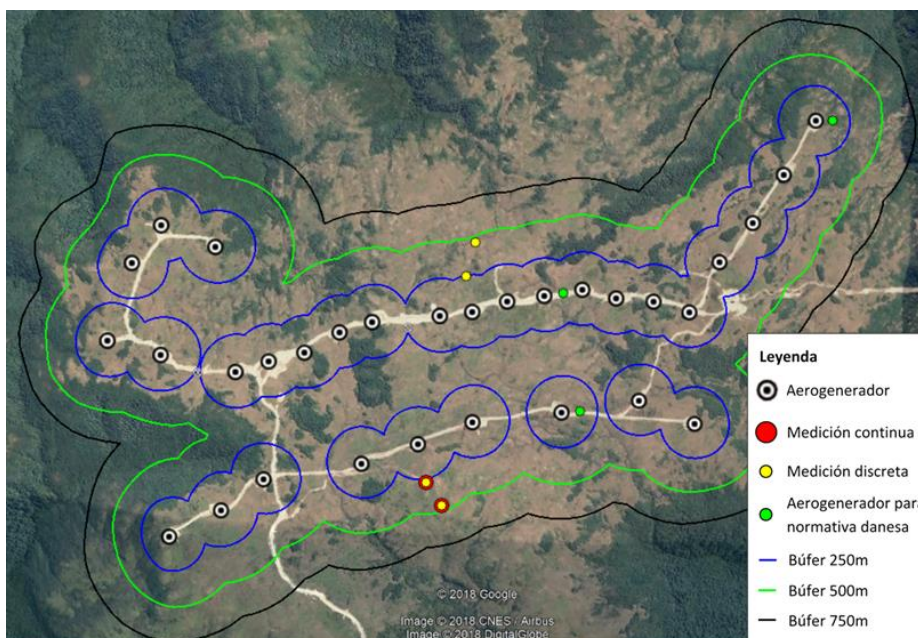 Leyenda
Aerogenerador
Medición continua
Medición discreta
Aerogenerador para
normativa danesa
Búfer 250m
Búfer 500m
Búfer 750m
© 2018 Google
Image © 2018 CNES / Airbus
Image © 2018 DigitalGlobe